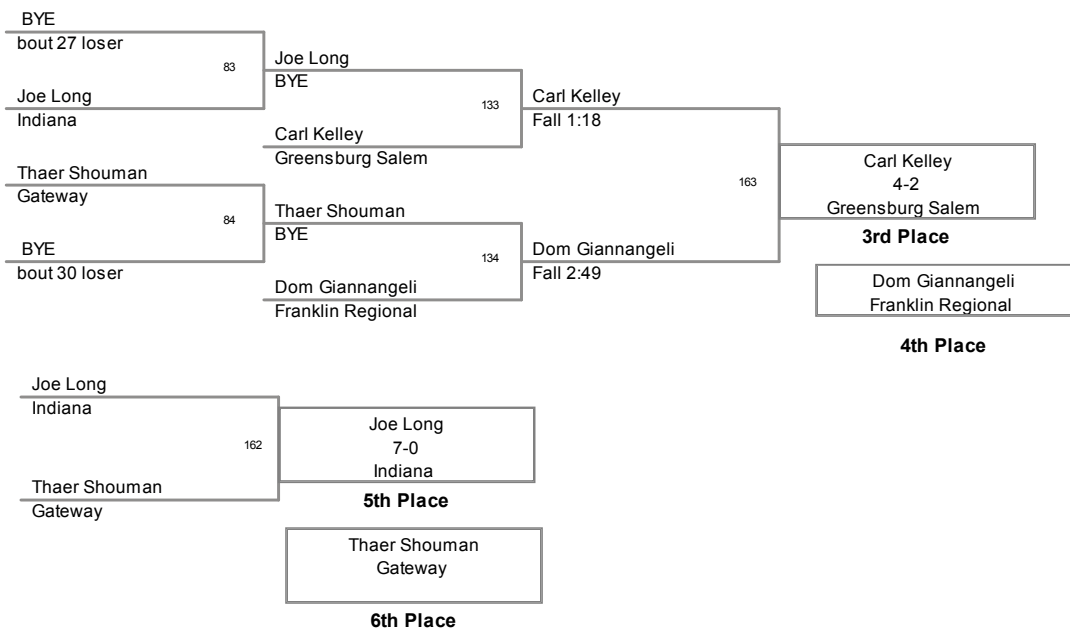 BYE
bout 27 loser
83
Joe Long
Indiana
Joe Long
BYE
133
Carl Kelley
Greensburg Salem
Thaer Shouman
Gateway
84
BYE
bout 30 loser
Thaer Shouman
BYE
134
Dom Giannangeli
Franklin Regional
Carl Kelley
Fall 1:18
163
Dom Giannangeli
Fall 2:49
Carl Kelley
4-2
Greensburg Salem
3rd Place
Dom Giannangeli
Franklin Regional
4th Place
Joe Long
Indiana
162
Thaer Shouman
Gateway
Joe Long
7-0
Indiana
5th Place
Thaer Shouman
Gateway
6th Place